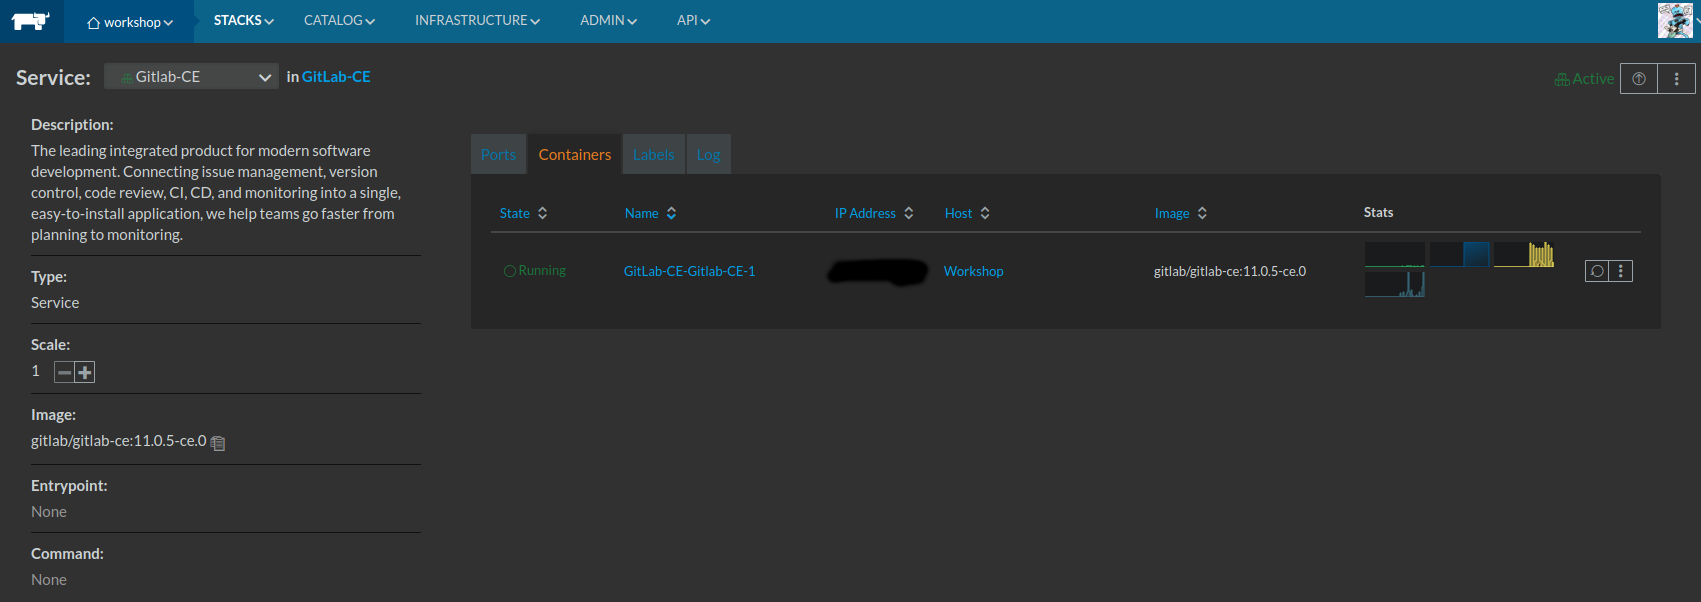 workshop STACKS CATALOG INFRASTRUCTURE ADMIN API
Service: Gitlab-CE in GitLab-CE
Active
Description:
The leading integrated product for modern software
development. Connecting issue management, version
control, code review, CI, CD, and monitoring into a single,
easy-to-install application, we help teams go faster from
planning to monitoring.
Type:
Service
Scale:
1
Image:
gitlab/gitlab-ce:11.0.5-ce.0
Entrypoint:
None
Command:
None
Ports Containers Labels Log
State Name IP Address Host Image Stats
Running GitLab-CE-Gitlab-CE-1 Workshop gitlab/gitlab-ce:11.0.5-ce.0